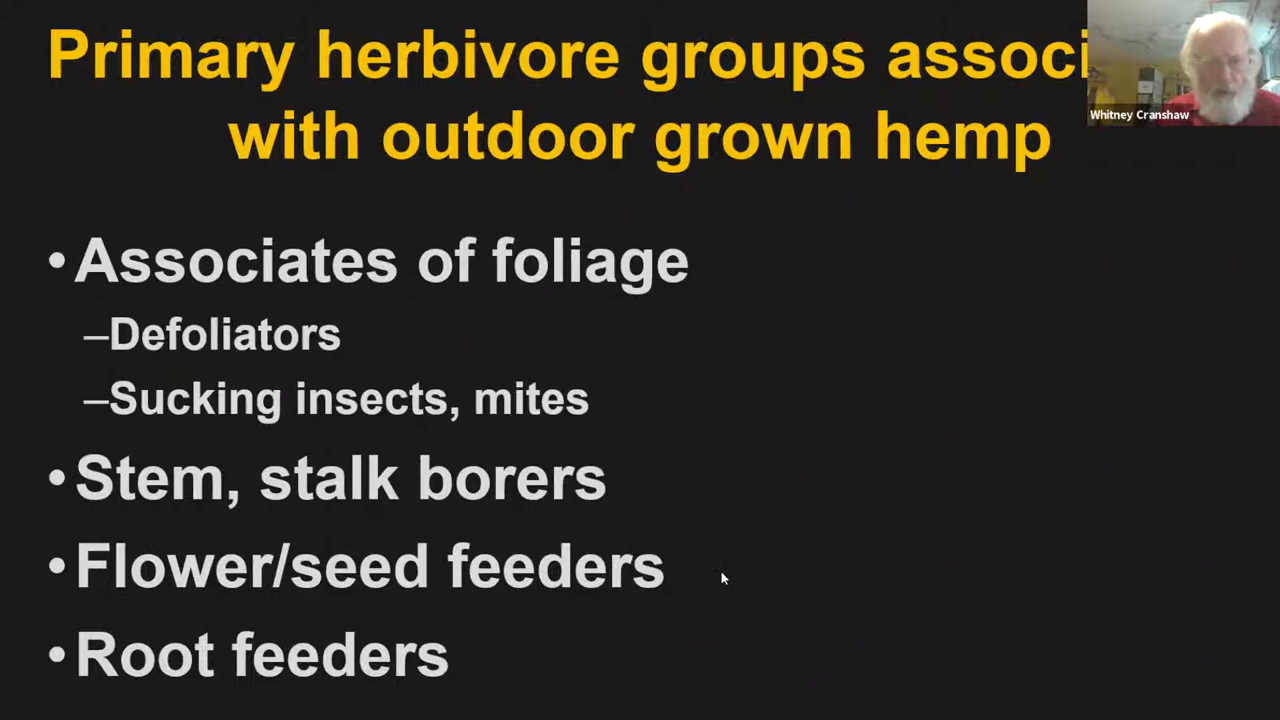 Primary herbivore groups associ
with outdoor grown hemp
Whitney Cranshaw
•Associates of foliage
–Defoliators
–Sucking insects, mites
•Stem, stalk borers
•Flower/seed feeders
•Root feeders